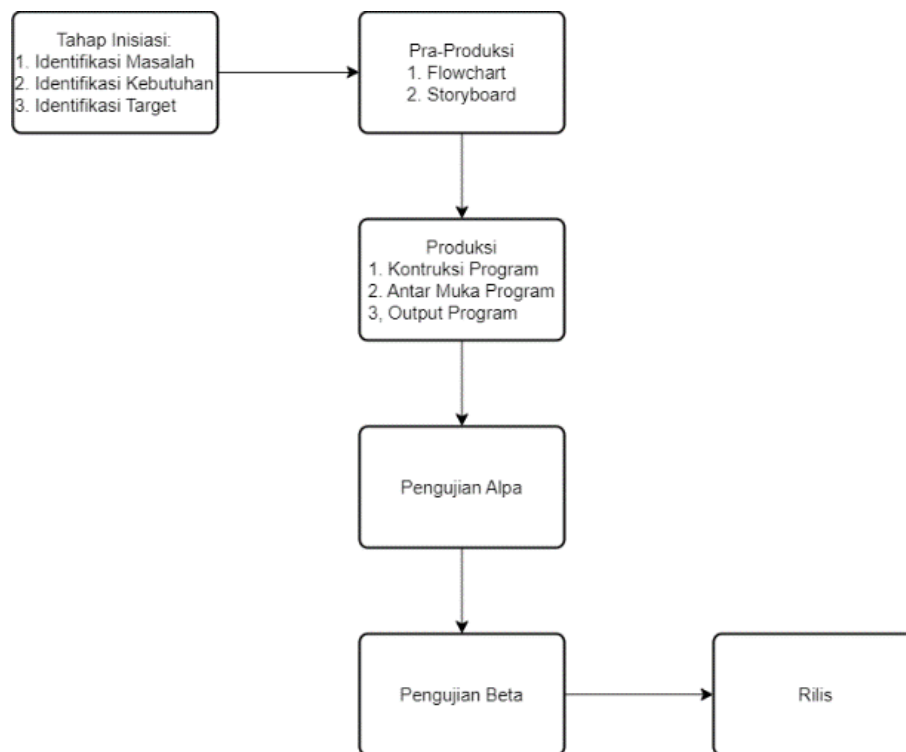 Tahap Inisiasi:
1. Identifikasi Masalah
2. Identifikasi Kebutuhan
3. Identifikasi Target
Pra-Produksi
1. Flowchart
2. Storyboard
Produksi
1. Kontruksi Program
2. Antar Muka Program
3, Output Program
Pengujian Alpa
Pengujian Beta
Rilis